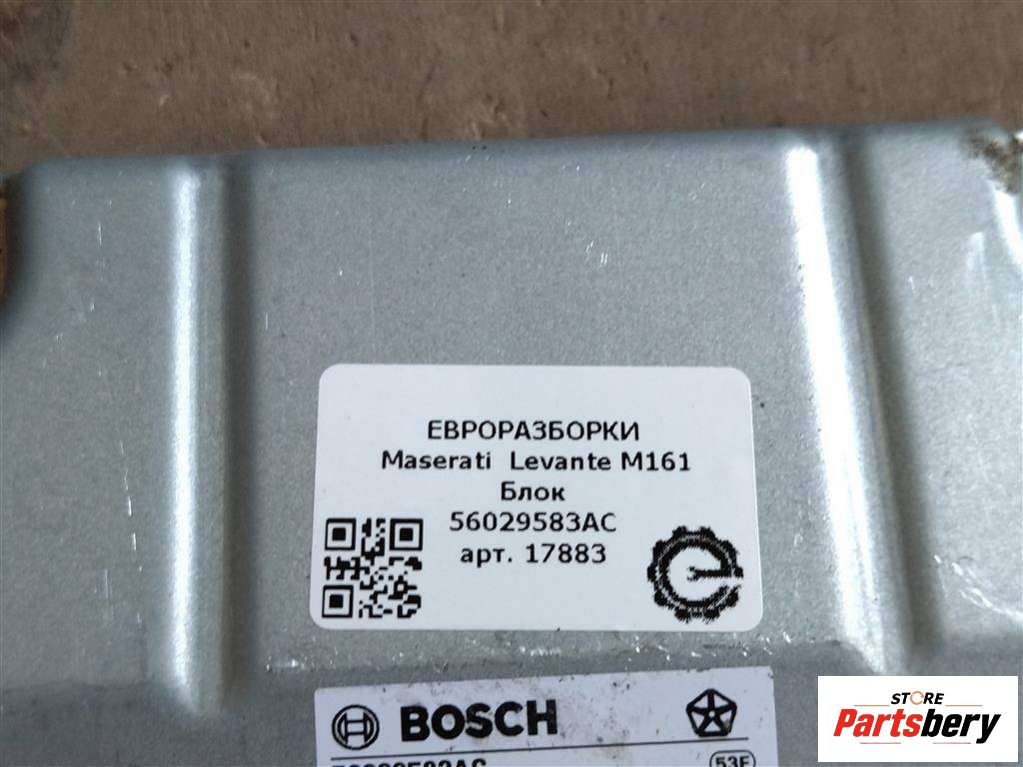 ЕВРОРАЗБОРКИ
Maserati Levante M161
Блок
56029583AC
арт. 17883
BOSCH
53F
STORE
Partsbery